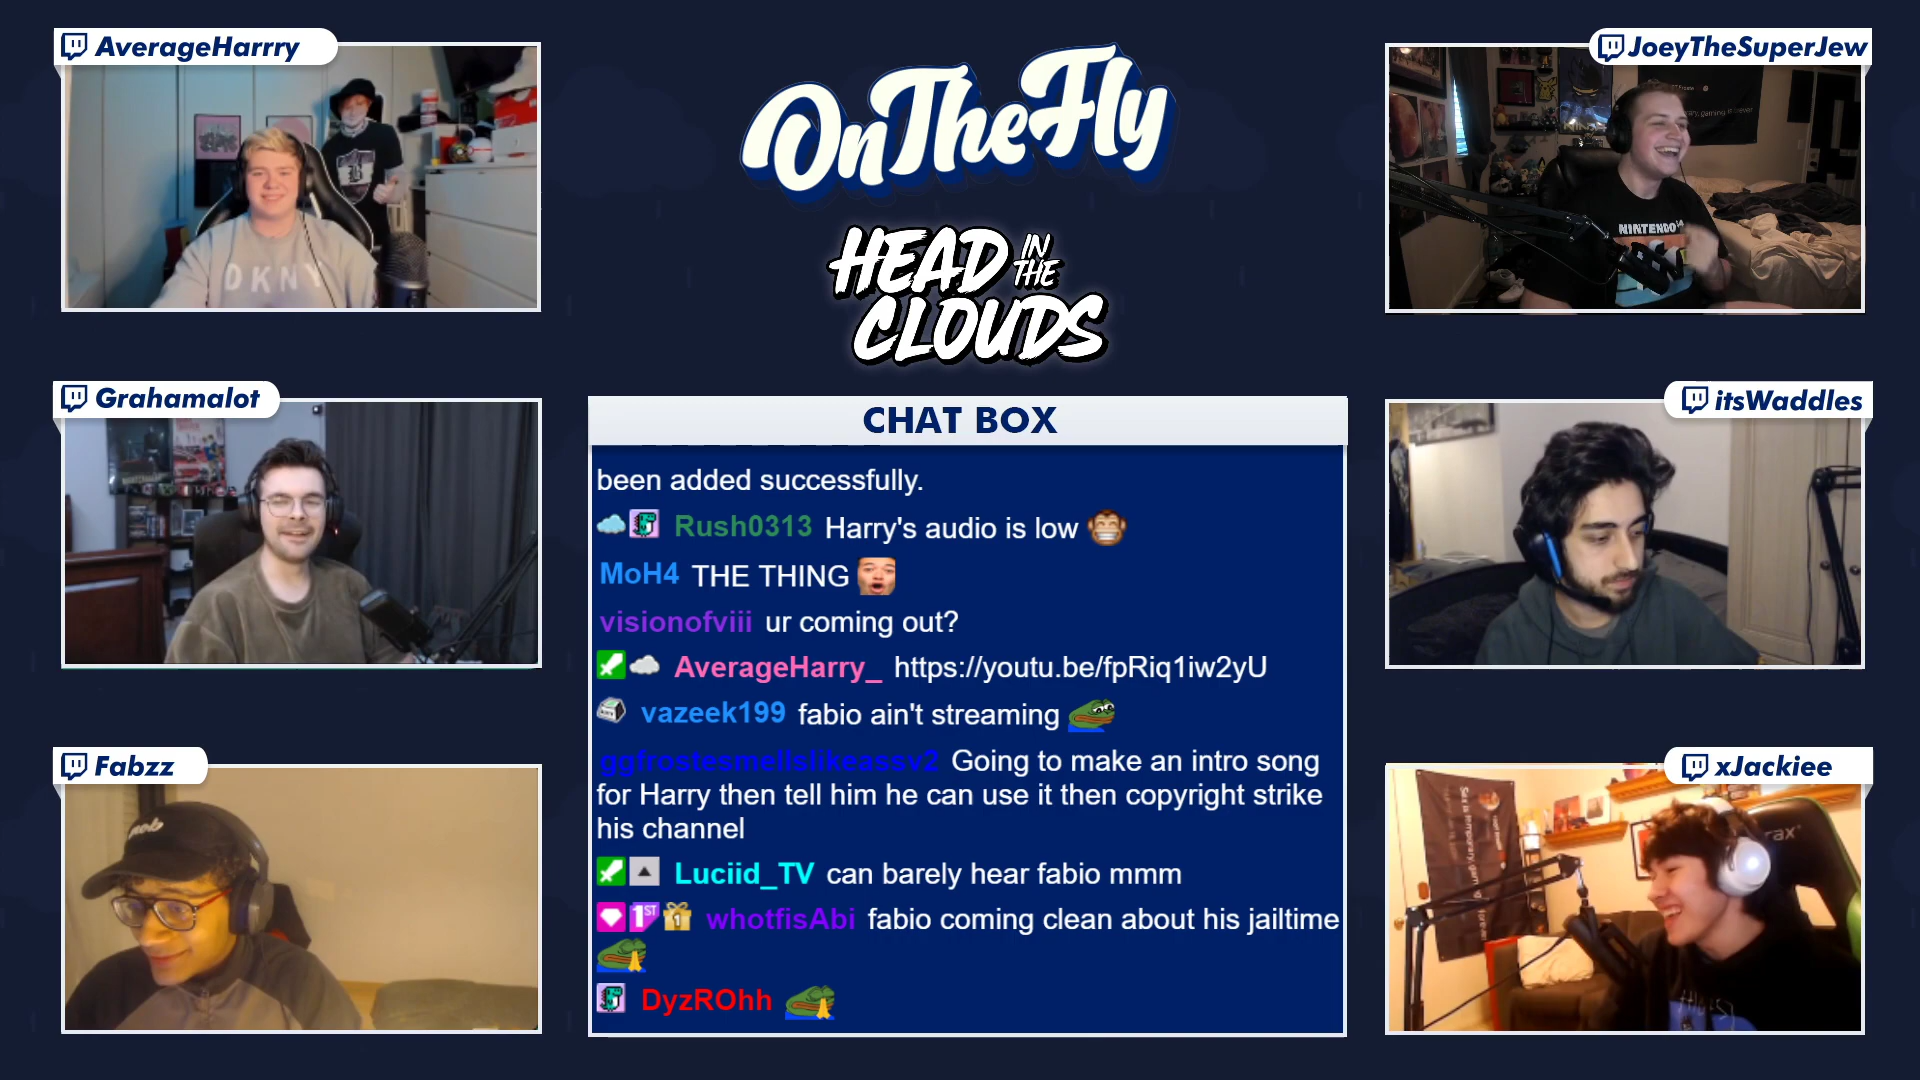 AverageHarrry
DKNY
OnTheFly
HEAD IN THE CLOUDS
JoeyTheSuperJew
NINTENDO
Grahamalot
itsWaddles
Fabzz
xJackiee
CHAT BOX
been added successfully.
Rush0313 Harry's audio is low
MoH4 THE THING
visionofviii ur coming out?
AverageHarry_ https://youtu.be/fpRiq1iw2yU
vazeek199 fabio ain't streaming
ggfrostesmellslikeassv2 Going to make an intro song
for Harry then tell him he can use it then copyright strike
his channel
Luciid_TV can barely hear fabio mmm
1ST 1 whotfisAbi fabio coming clean about his jailtime
DyzROhh